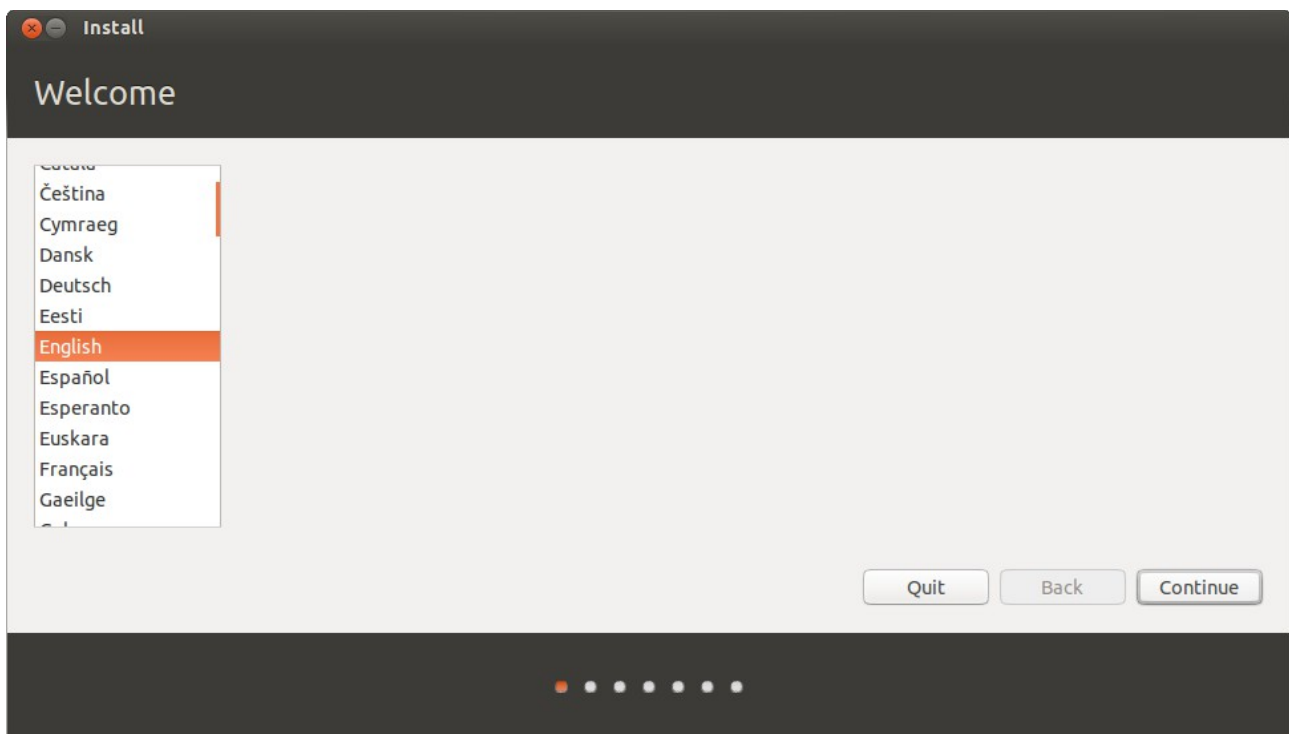 Install
Welcome
Čeština
Cymraeg
Dansk
Deutsch
Eesti
English
Español
Esperanto
Euskara
Français
Gaeilge
Quit
Back
Continue